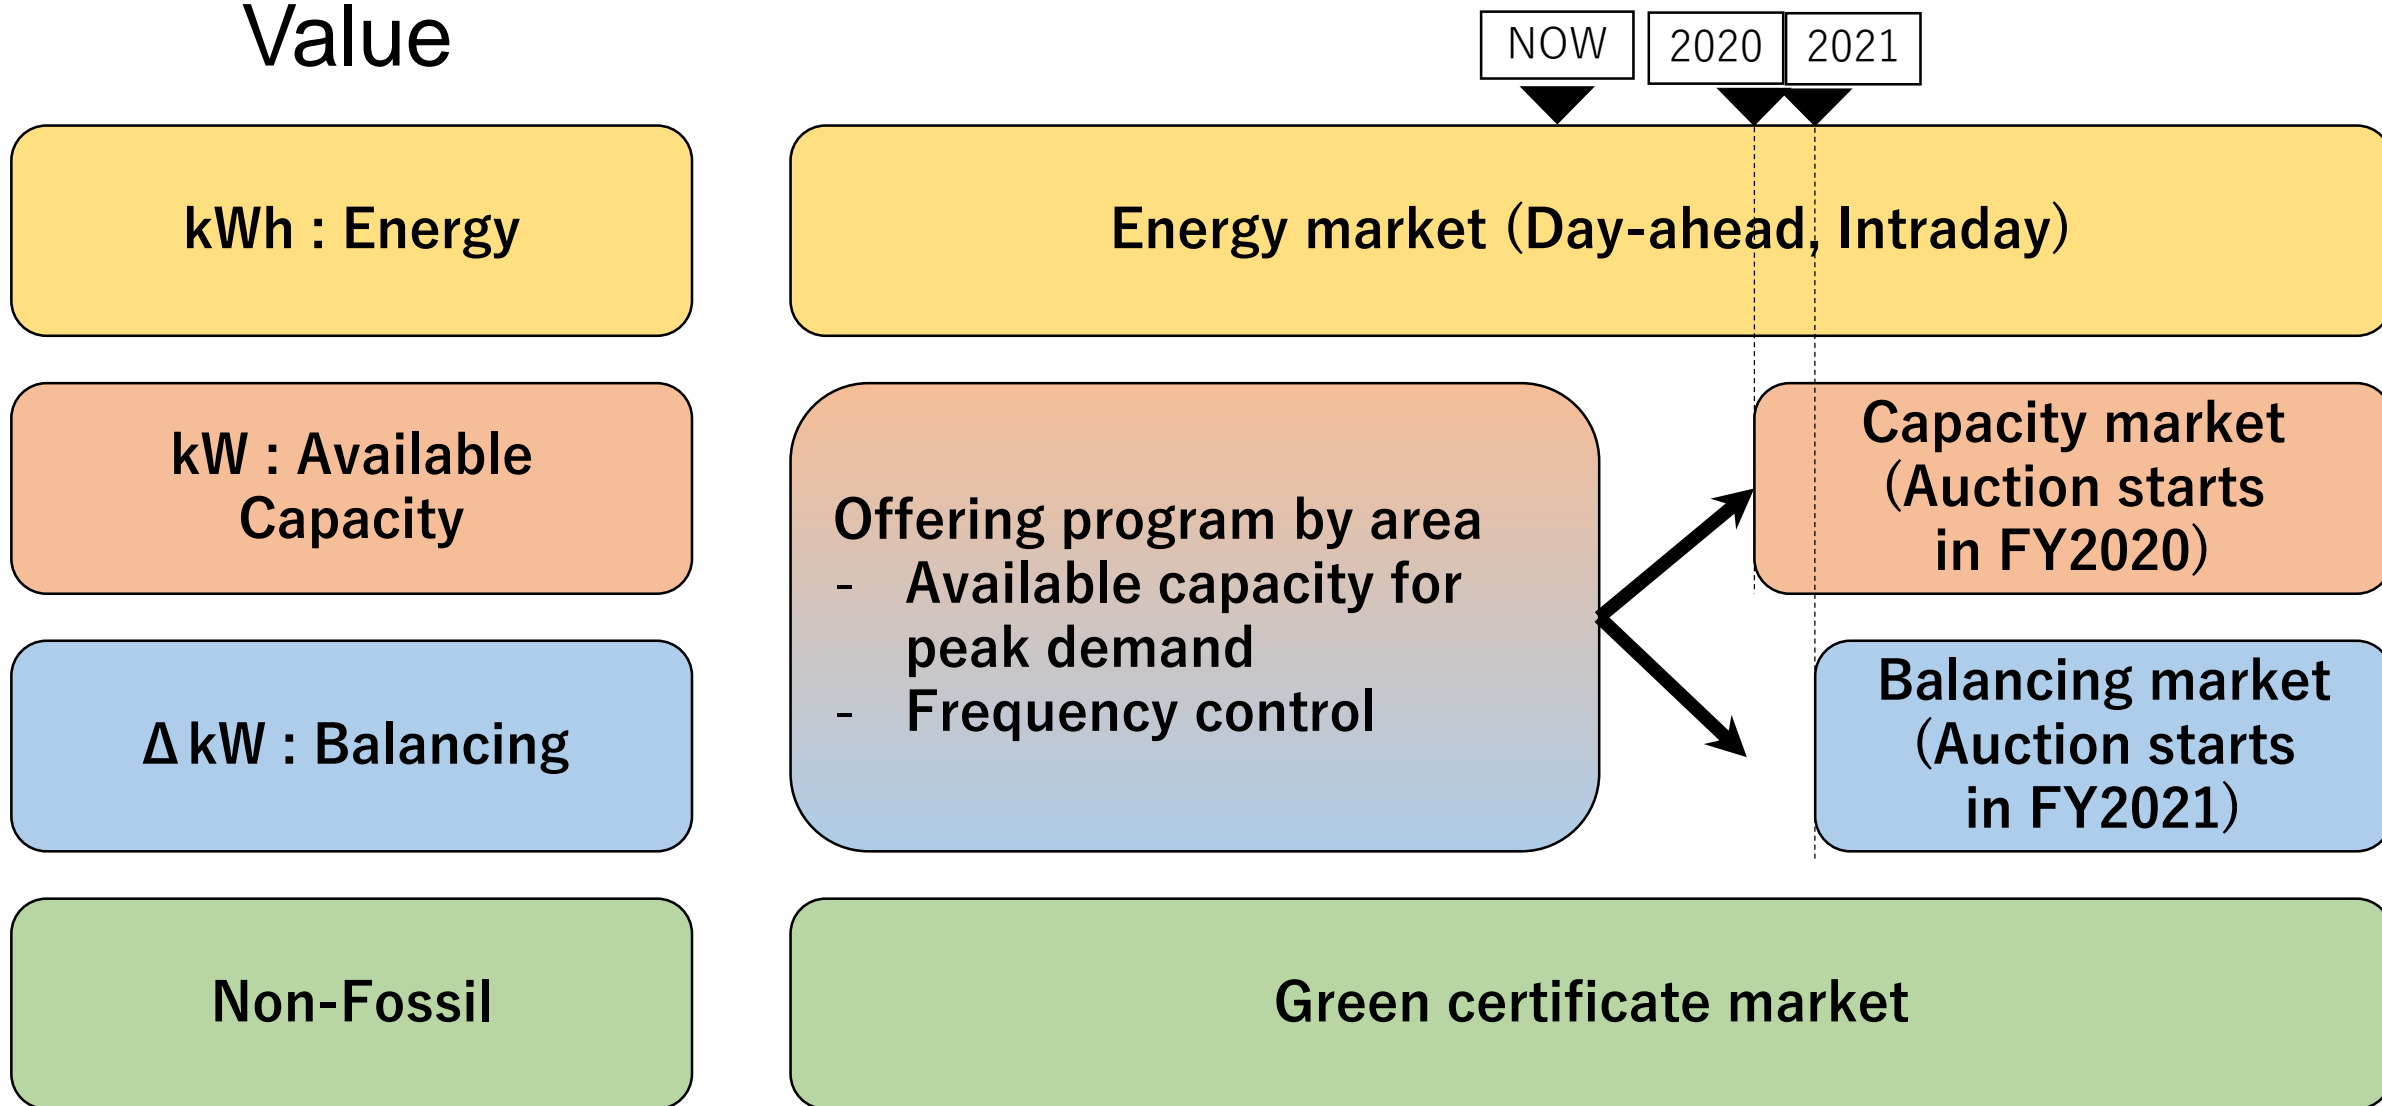 Value
NOW
2020
2021
kWh : Energy
Energy market (Day-ahead, Intraday)
kW : Available
Capacity
Offering program by area
- Available capacity for
peak demand
- Frequency control
Capacity market
(Auction starts
in FY2020)
Δ kW : Balancing
Balancing market
(Auction starts
in FY2021)
Non-Fossil
Green certificate market